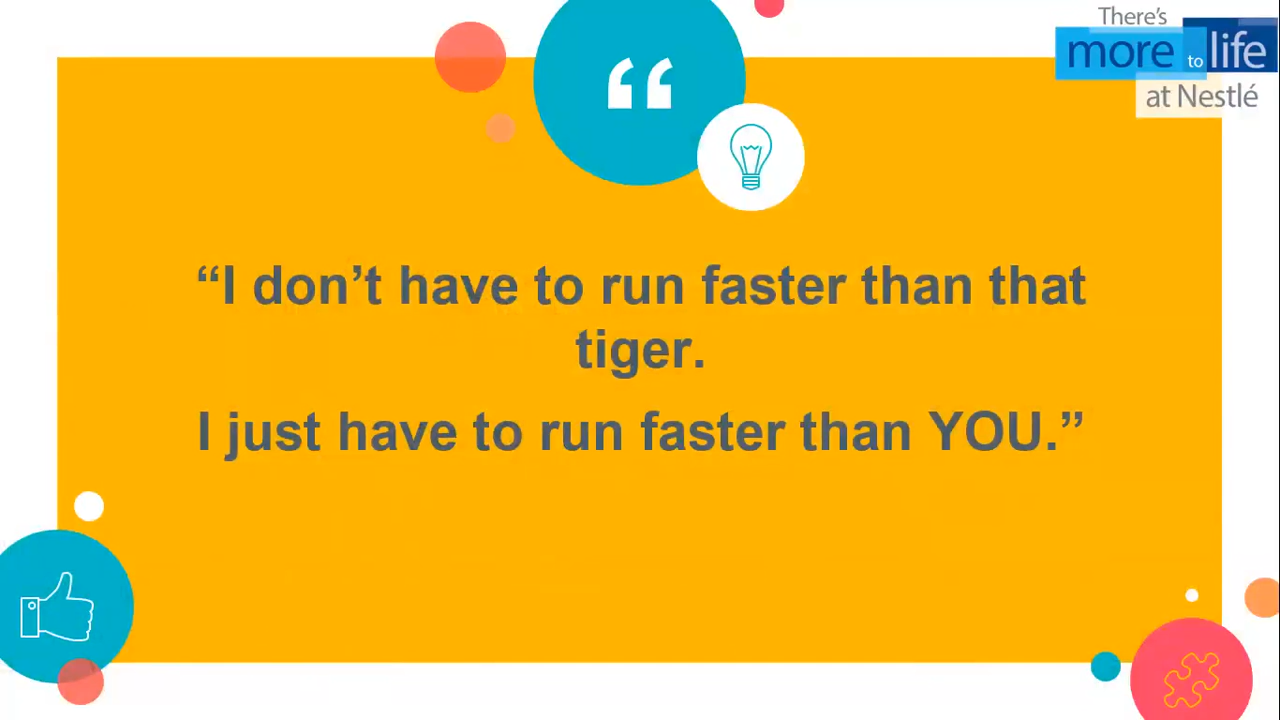 There's
more to life
at Nestlé
“I don’t have to run faster than that
tiger.
I just have to run faster than YOU.”